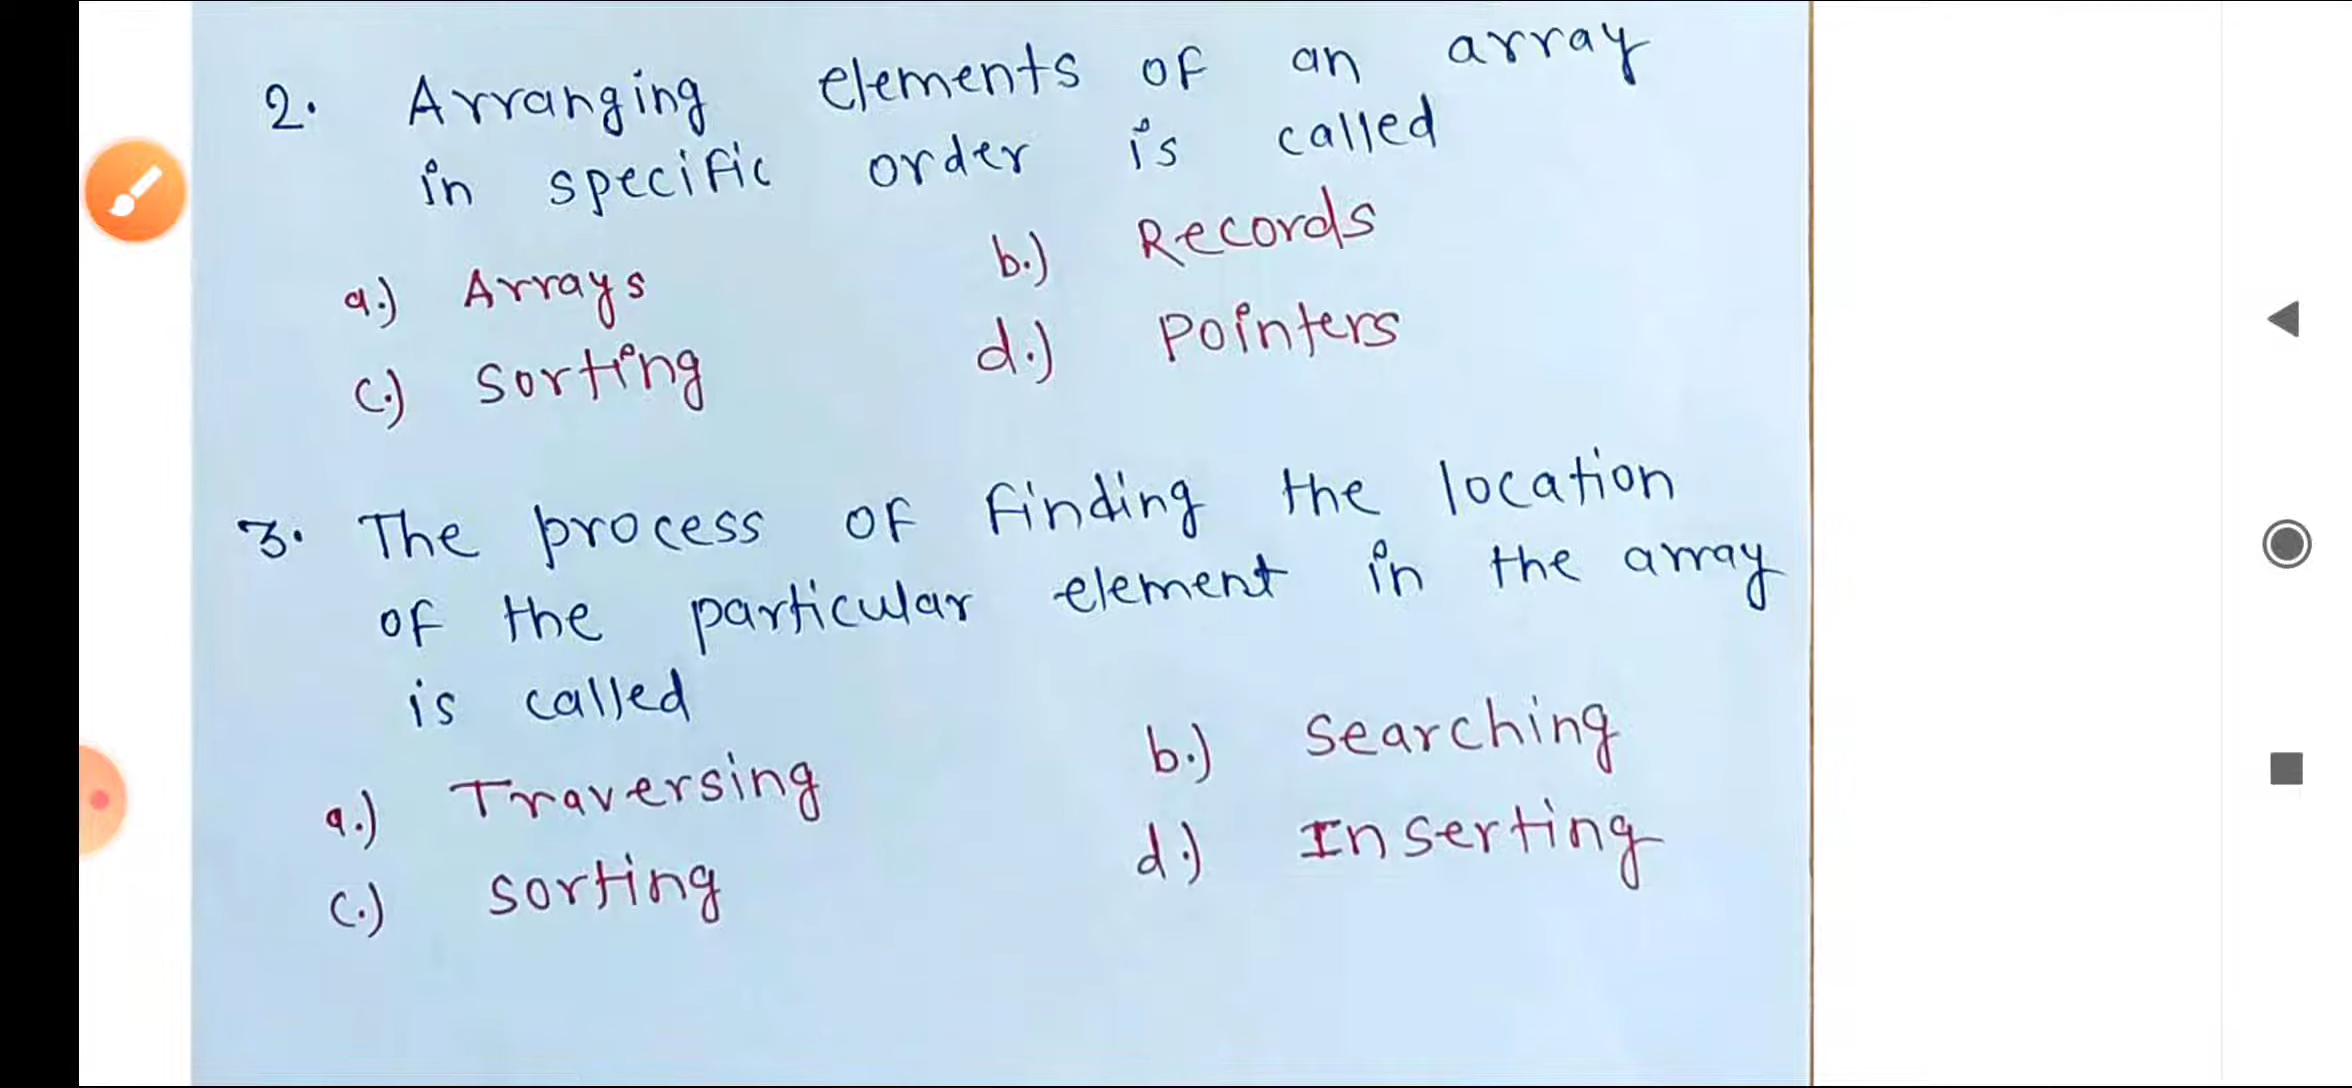 2. Arranging elements of an array
in specific order is called
a.) Arrays b.) Records
c.) Sorting d.) Pointers
3. The process of finding the location
of the particular element in the array
is called
a.) Traversing b.) Searching
c.) Sorting d.) Inserting